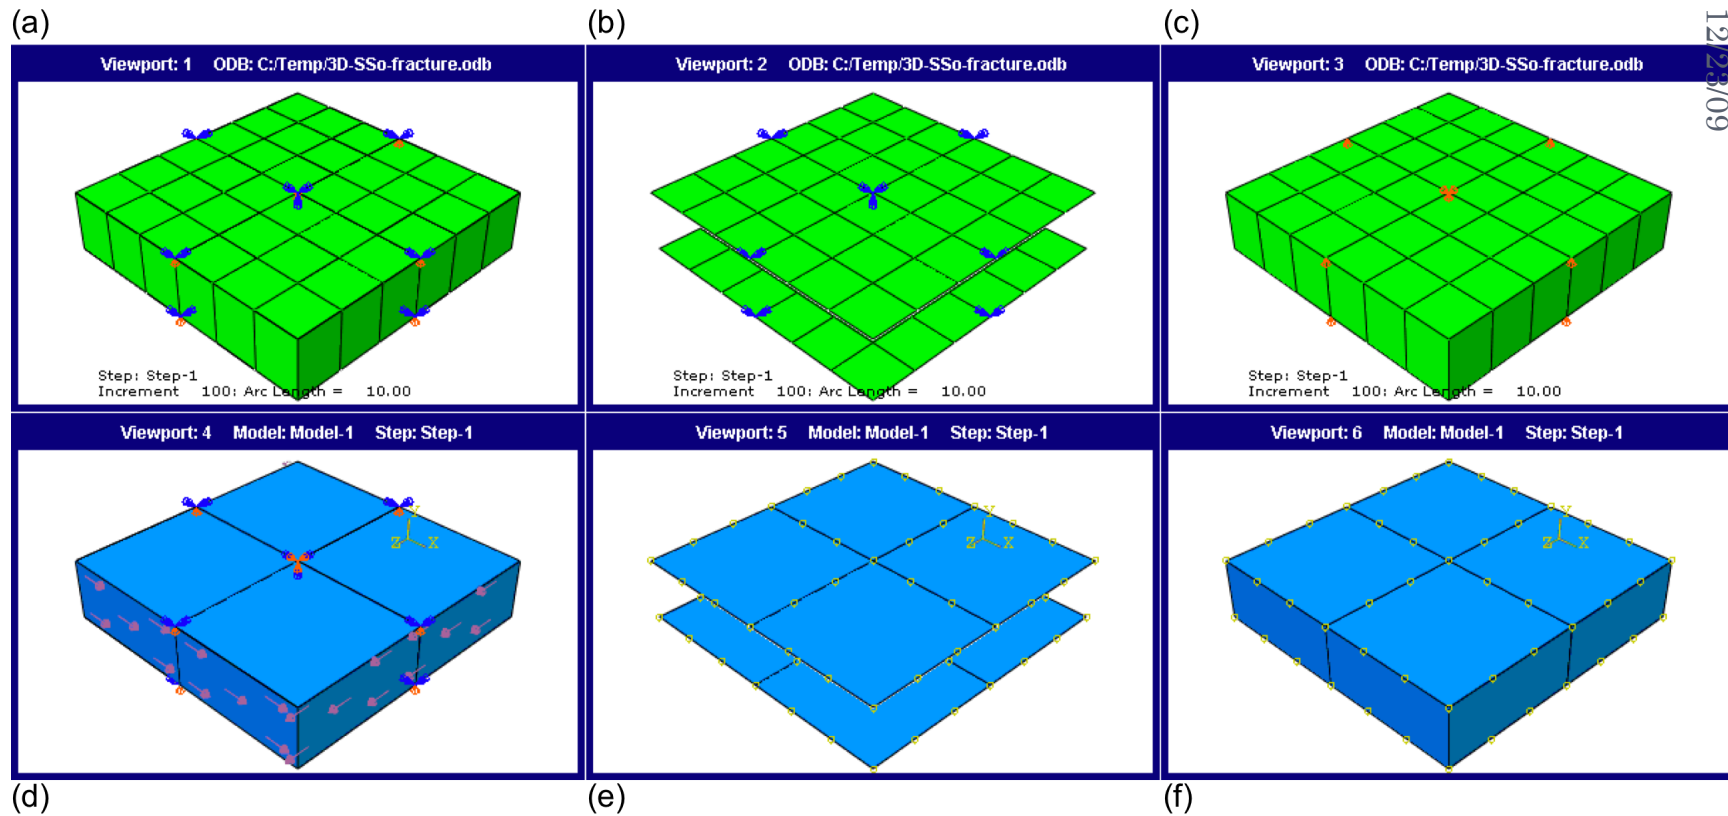 (a)
(b)
(c)
12/23/09
Viewport: 1 ODB: C:/Temp/3D-SSo-fracture.odb
Viewport: 2 ODB: C:/Temp/3D-SSo-fracture.odb
Viewport: 3 ODB: C:/Temp/3D-SSo-fracture.odb
Step: Step-1
Increment 100: Arc Length = 10.00
Step: Step-1
Increment 100: Arc Length = 10.00
Step: Step-1
Increment 100: Arc Length = 10.00
Viewport: 4 Model: Model-1 Step: Step-1
Viewport: 5 Model: Model-1 Step: Step-1
Viewport: 6 Model: Model-1 Step: Step-1
Y
Z X
Y
Z X
Y
Z X
(d)
(e)
(f)